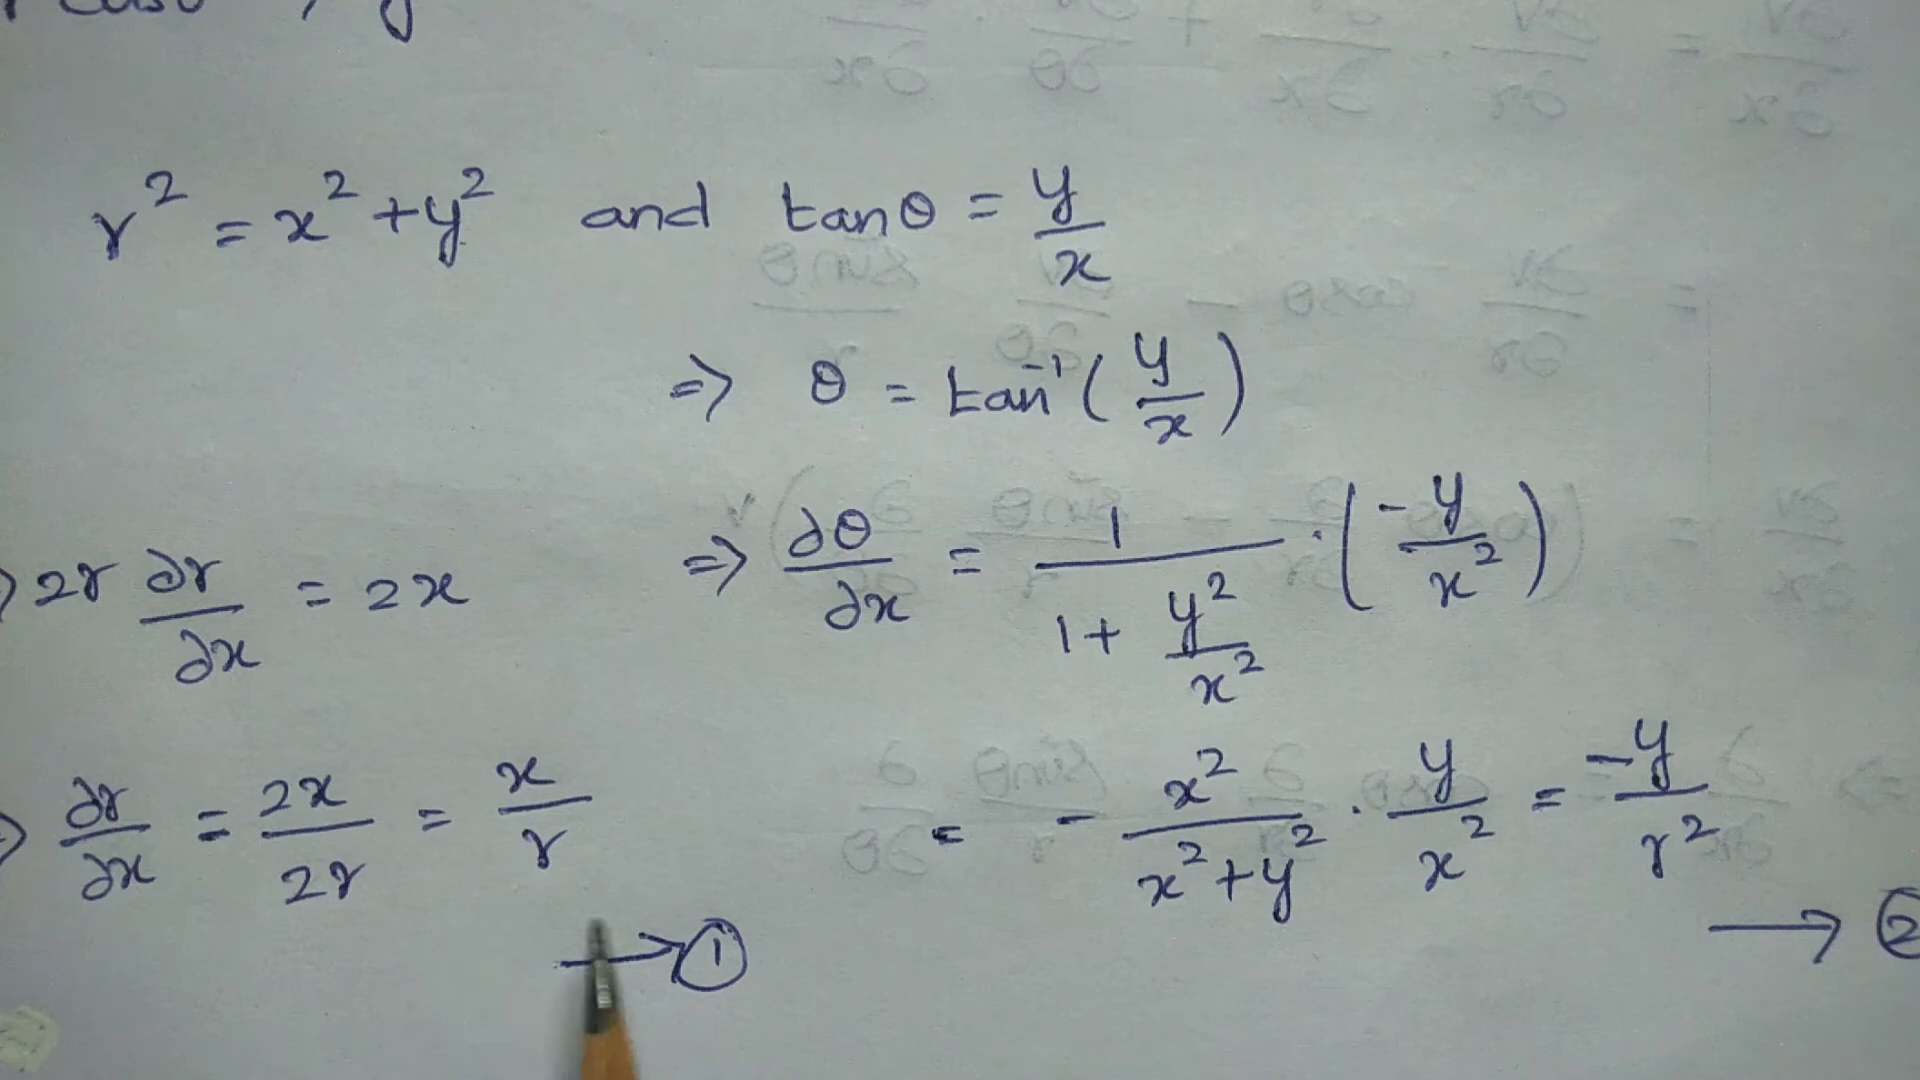 r² = x² + y² and tanθ = y/x
=> θ = tan⁻¹(y/x)
2r ∂r/∂x = 2x => ∂θ/∂x = 1/(1 + y²/x²) · (-y/x²)
∂r/∂x = 2x/2r = x/r = - x²/(x²+y²) · y/x² = -y/r²
→ ① → ②